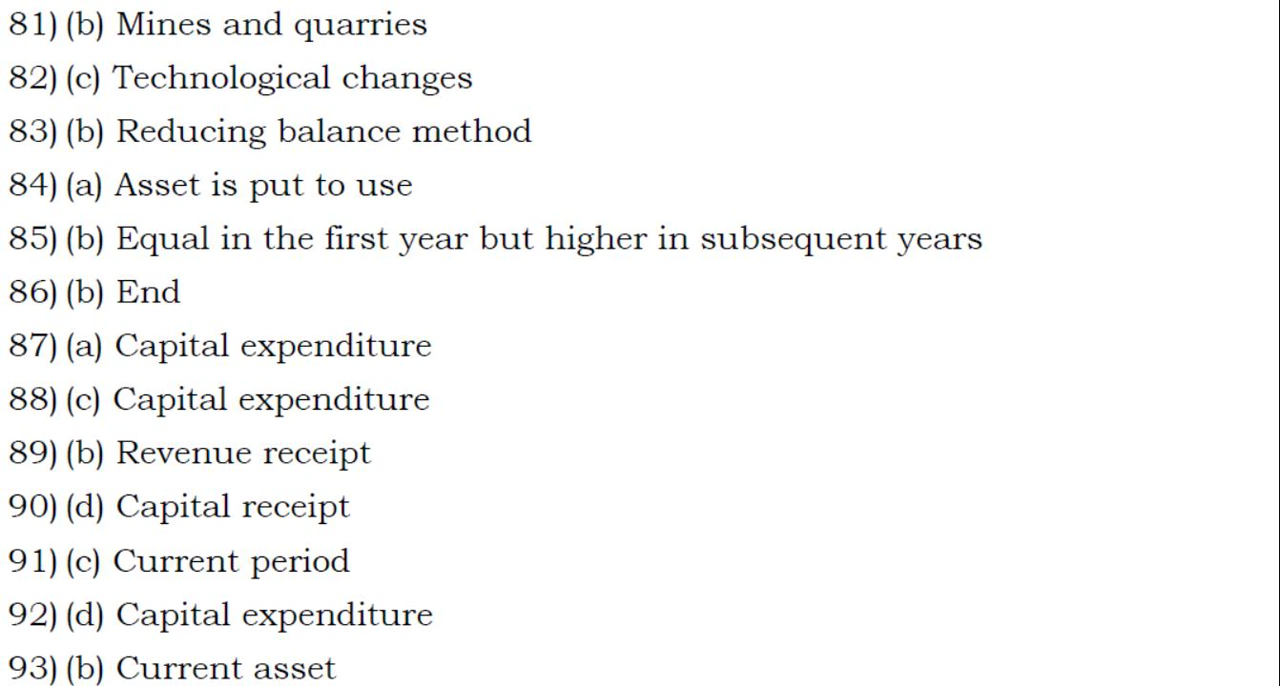 81) (b) Mines and quarries
82) (c) Technological changes
83) (b) Reducing balance method
84) (a) Asset is put to use
85) (b) Equal in the first year but higher in subsequent years
86) (b) End
87) (a) Capital expenditure
88) (c) Capital expenditure
89) (b) Revenue receipt
90) (d) Capital receipt
91) (c) Current period
92) (d) Capital expenditure
93) (b) Current asset